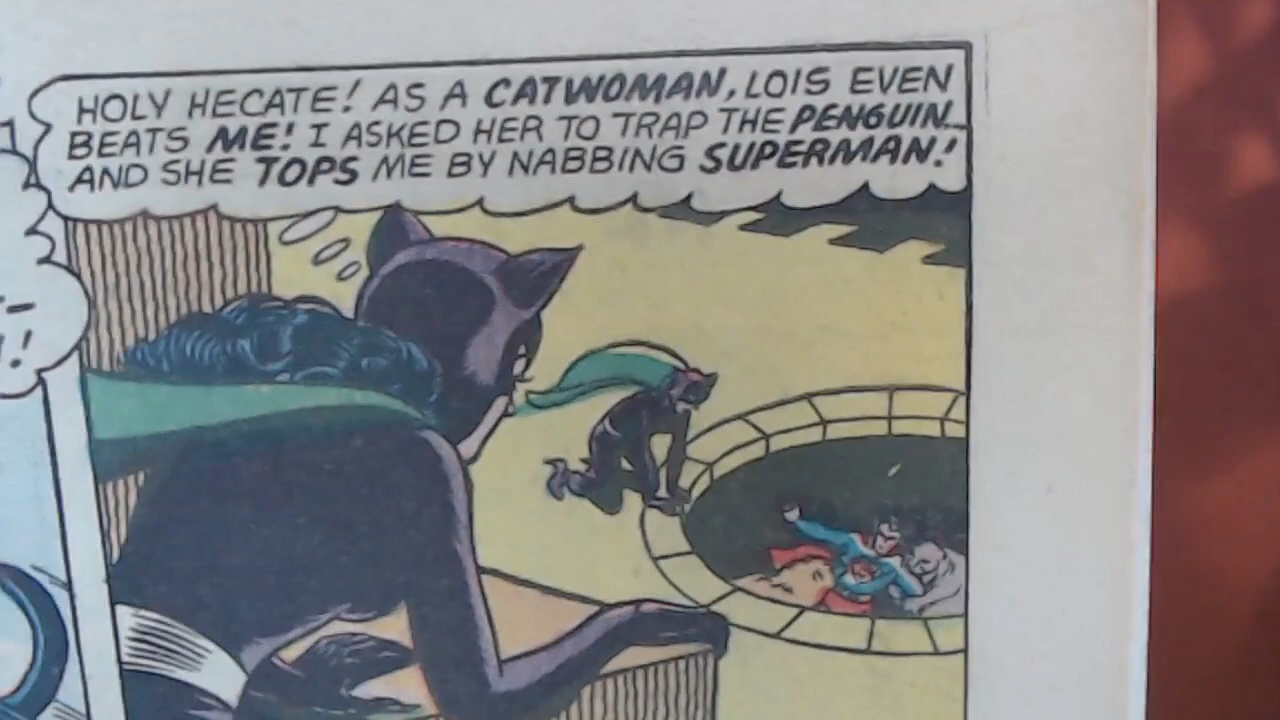 HOLY HECATE! AS A CATWOMAN, LOIS EVEN
BEATS ME! I ASKED HER TO TRAP THE PENGUIN...
AND SHE TOPS ME BY NABBING SUPERMAN!